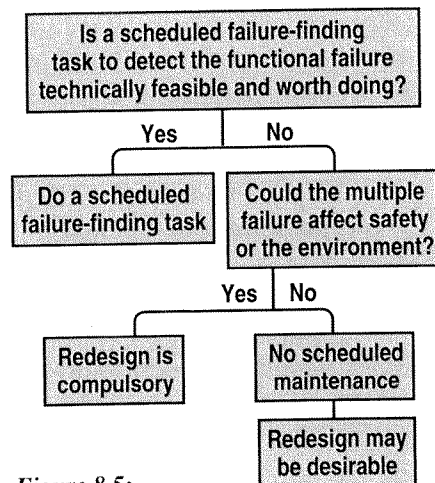 Is a scheduled failure-finding
task to detect the functional failure
technically feasible and worth doing?
Yes No
Do a scheduled
failure-finding task
Could the multiple
failure affect safety
or the environment?
Yes No
Redesign is
compulsory
No scheduled
maintenance
Redesign may
be desirable
Figure 8.5: